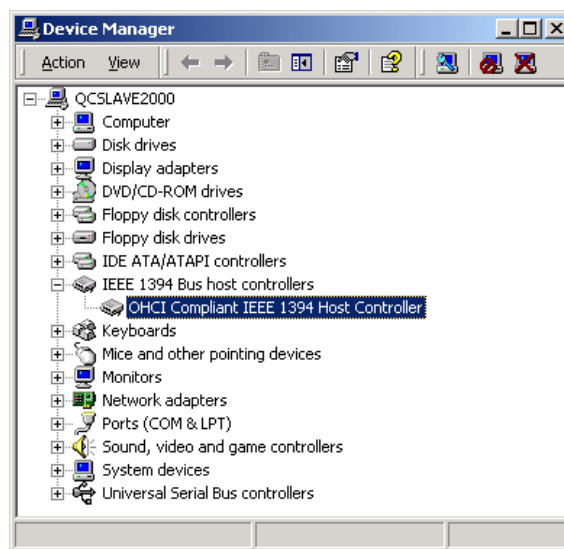 Device Manager
Action View
QCSLAVE2000
Computer
Disk drives
Display adapters
DVD/CD-ROM drives
Floppy disk controllers
Floppy disk drives
IDE ATA/ATAPI controllers
IEEE 1394 Bus host controllers
OHCI Compliant IEEE 1394 Host Controller
Keyboards
Mice and other pointing devices
Monitors
Network adapters
Ports (COM & LPT)
Sound, video and game controllers
System devices
Universal Serial Bus controllers